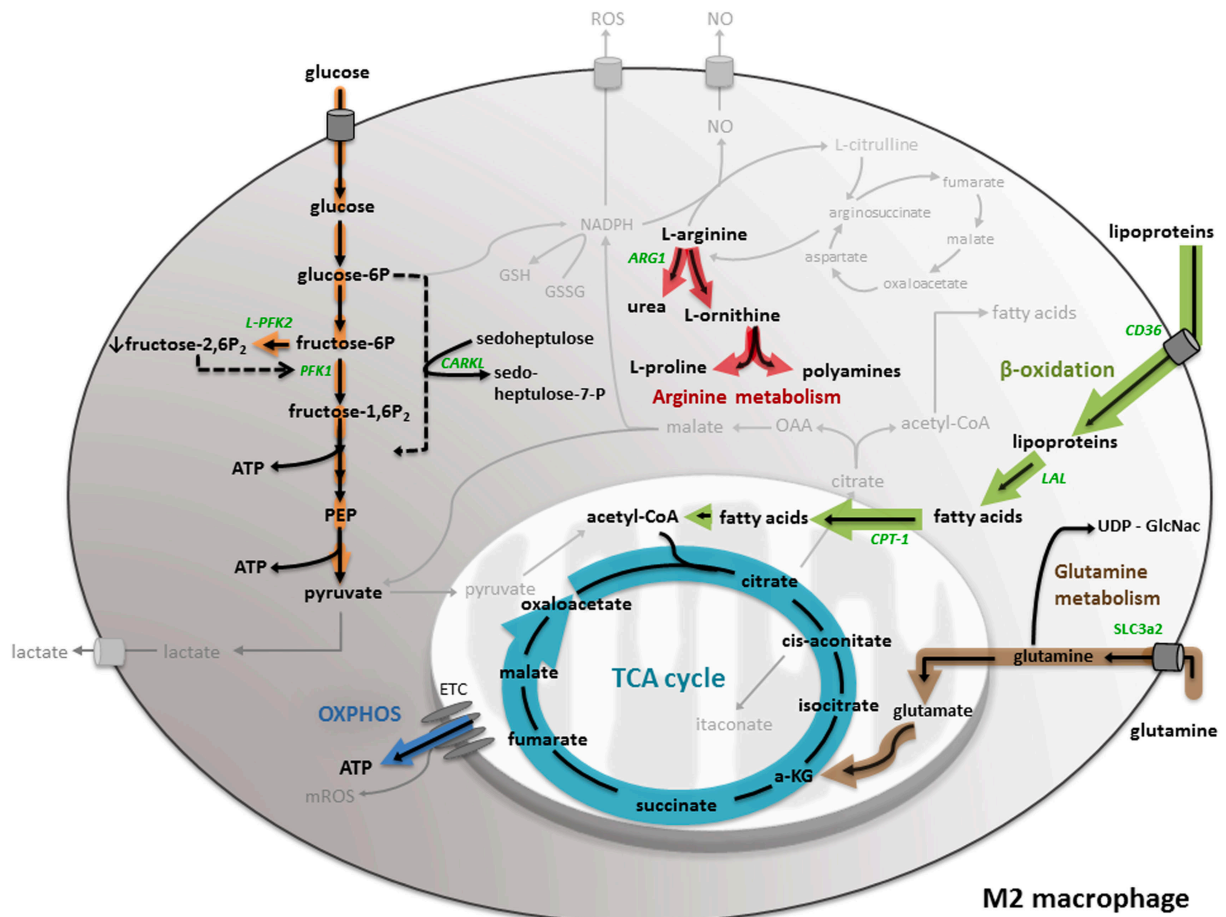 ROS
NO
glucose
NO
L-citrulline
fumarate
glucose
arginosuccinate
NADPH
L-arginine
malate
lipoproteins
ARG1
aspartate
glucose-6P
GSH
GSSG
oxaloacetate
urea
L-ornithine
fatty acids
L-PFK2
CD36
↓fructose-2,6P₂
fructose-6P
sedoheptulose
PFK1
CARKL
sedo-
heptulose-7-P
L-proline
polyamines
β-oxidation
Arginine metabolism
fructose-1,6P₂
malate
OAA
acetyl-CoA
lipoproteins
ATP
citrate
LAL
PEP
acetyl-CoA
fatty acids
fatty acids
UDP - GlcNac
CPT-1
ATP
pyruvate
pyruvate
citrate
Glutamine
metabolism
oxaloacetate
SLC3a2
cis-aconitate
lactate
lactate
glutamine
malate
TCA cycle
ETC
isocitrate
glutamate
OXPHOS
itaconate
glutamine
fumarate
ATP
a-KG
mROS
succinate
M2 macrophage